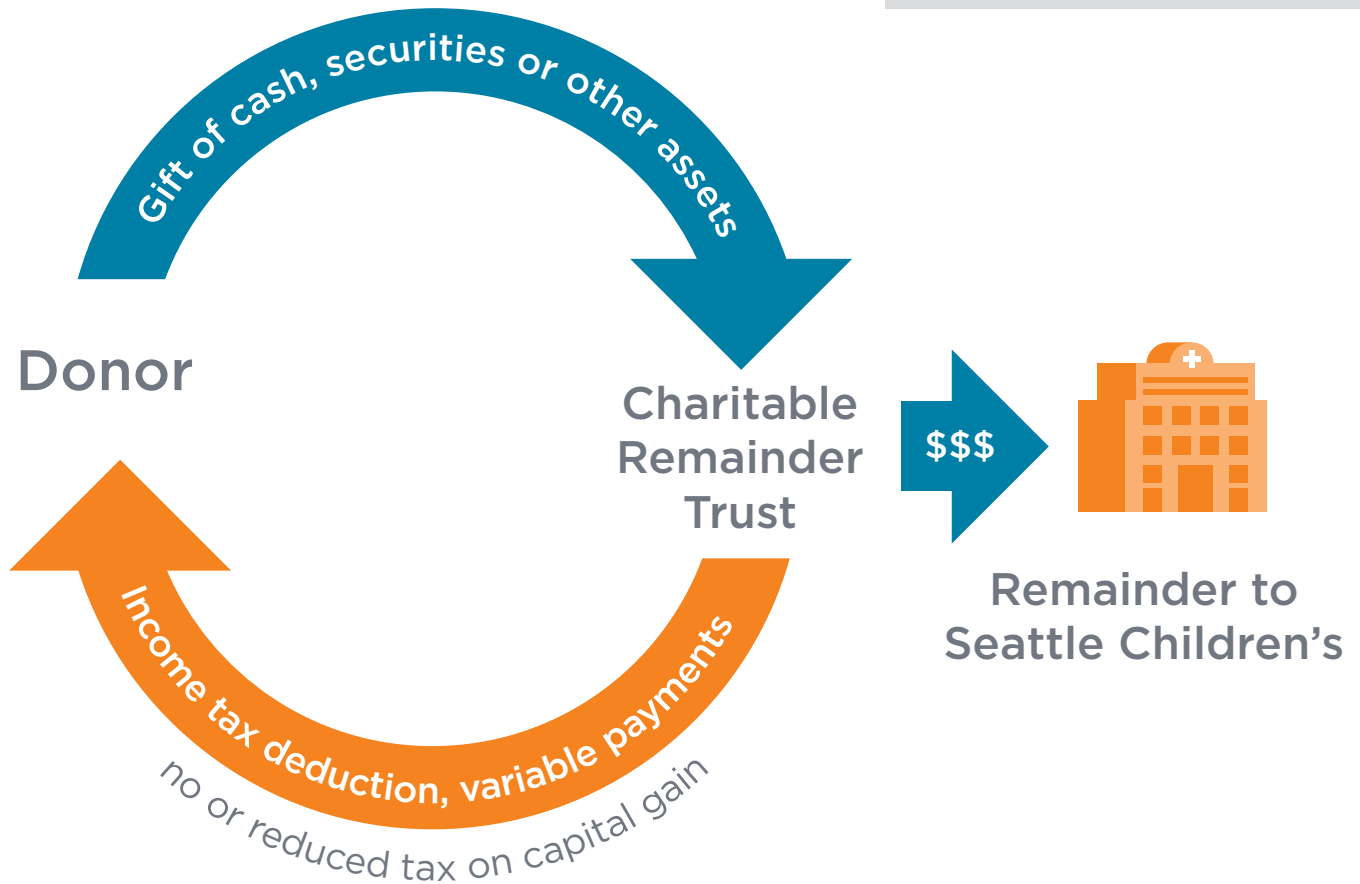 Gift of cash, securities or other assets
Donor
Charitable
Remainder
Trust
$$$
Remainder to
Seattle Children’s
Income tax deduction, variable payments
no or reduced tax on capital gain